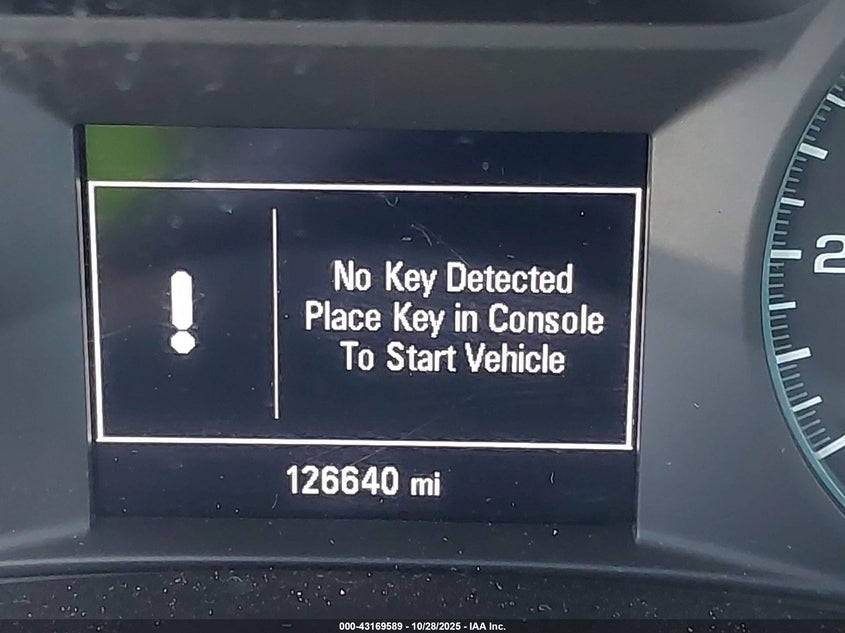 No Key Detected
Place Key in Console
To Start Vehicle
126640 mi
2
000-43169589 - 10/28/2025 - IAA Inc.